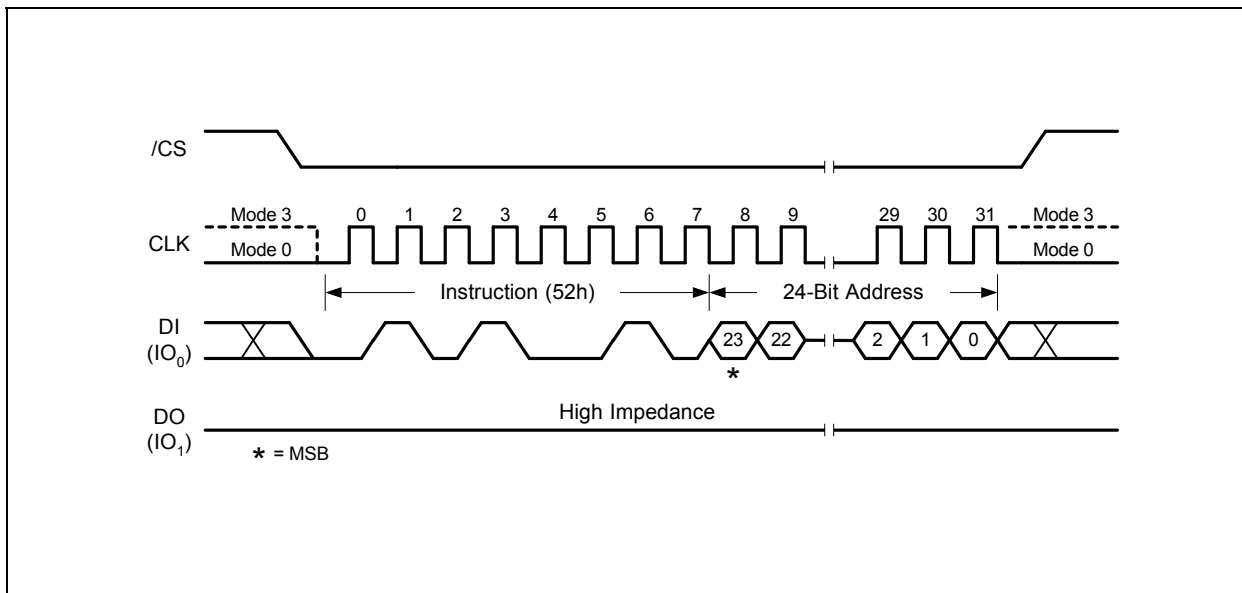 /CS
Mode 3 0 1 2 3 4 5 6 7 8 9 29 30 31 Mode 3
CLK
Mode 0 Mode 0
Instruction (52h) 24-Bit Address
DI
(IO0)
23 22 2 1 0
*
High Impedance
DO
(IO1)
* = MSB